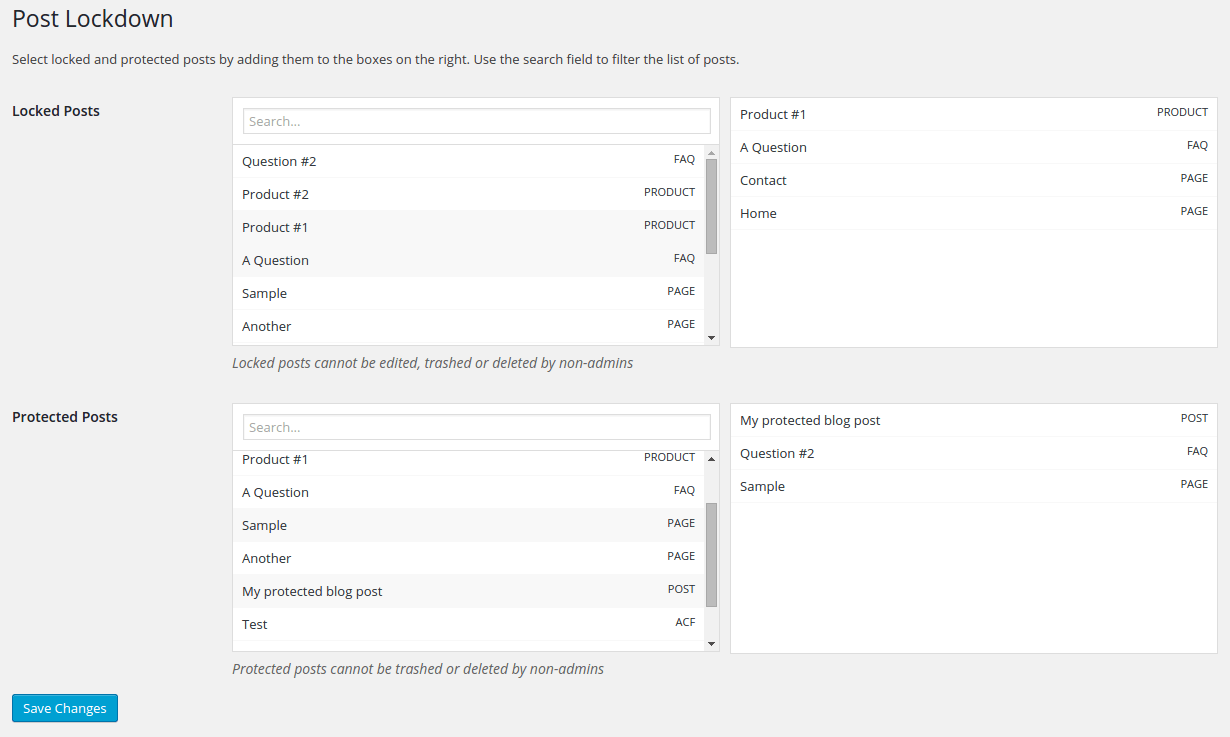 Post Lockdown
Select locked and protected posts by adding them to the boxes on the right. Use the search field to filter the list of posts.
Locked Posts
Search...
Question #2 FAQ
Product #2 PRODUCT
Product #1 PRODUCT
A Question FAQ
Sample PAGE
Another PAGE
Product #1 PRODUCT
A Question FAQ
Contact PAGE
Home PAGE
Locked posts cannot be edited, trashed or deleted by non-admins
Protected Posts
Search...
Product #1 PRODUCT
A Question FAQ
Sample PAGE
Another PAGE
My protected blog post POST
Test ACF
My protected blog post POST
Question #2 FAQ
Sample PAGE
Protected posts cannot be trashed or deleted by non-admins
Save Changes